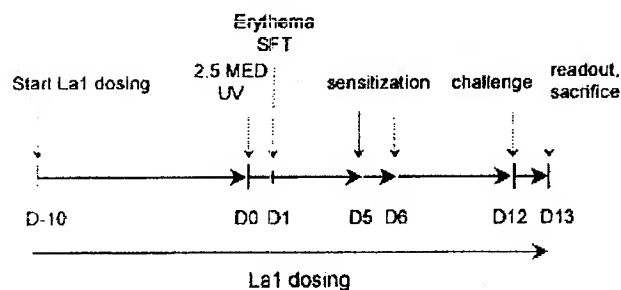 Erythema
SFT
2.5 MED
UV
Start La1 dosing
sensitization
challenge
readout,
sacrifice
D-10
D0
D1
D5
D6
D12
D13
La1 dosing